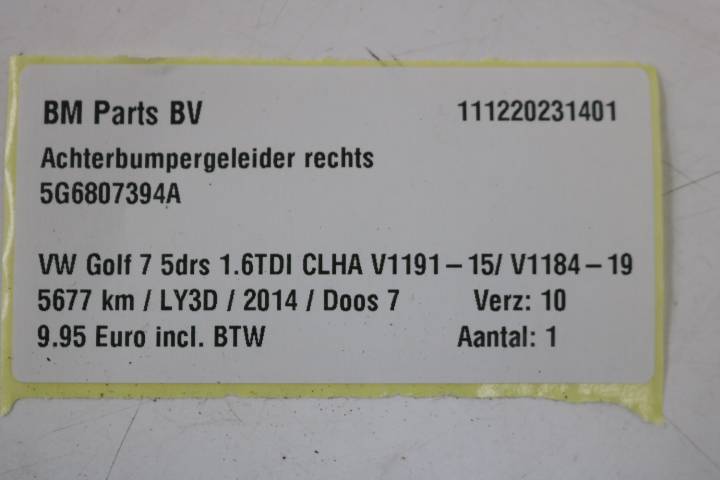 BM Parts BV 111220231401
Achterbumpergeleider rechts
5G6807394A
VW Golf 7 5drs 1.6TDI CLHA V1191-15/ V1184-19
5677 km / LY3D / 2014 / Doos 7 Verz: 10
9.95 Euro incl. BTW Aantal: 1